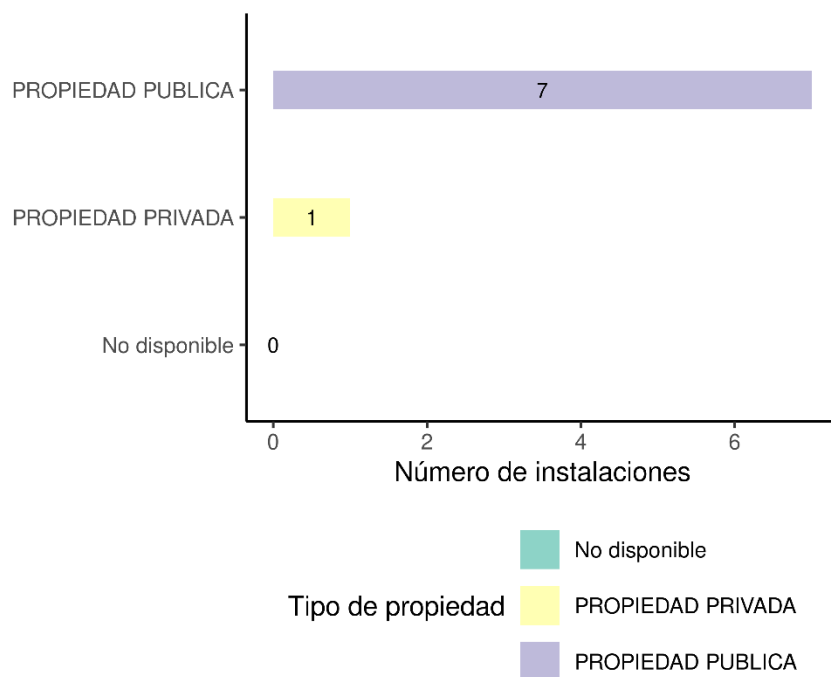 PROPIEDAD PUBLICA
7
PROPIEDAD PRIVADA
1
No disponible
0
0 2 4 6
Número de instalaciones
Tipo de propiedad
No disponible
PROPIEDAD PRIVADA
PROPIEDAD PUBLICA